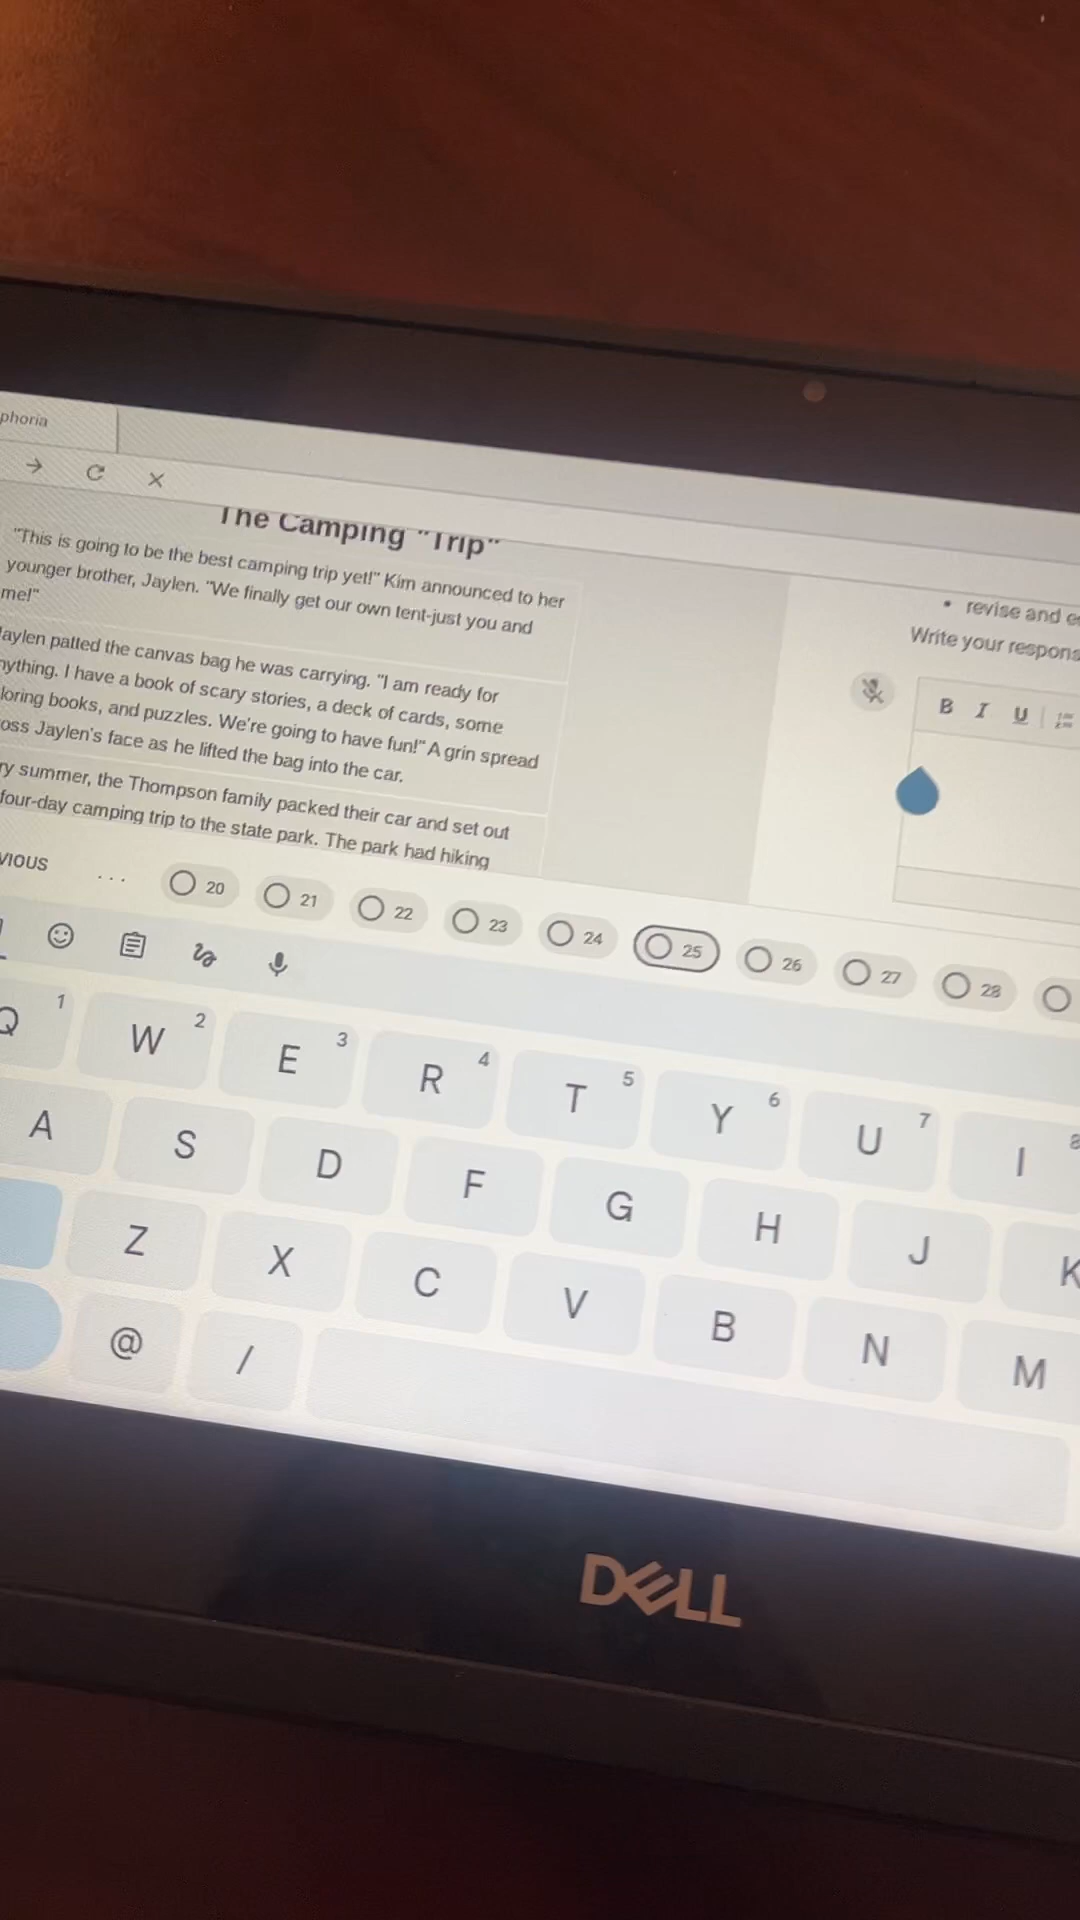 phoria
The Camping "Trip"
"This is going to be the best camping trip yet!" Kim announced to her
younger brother, Jaylen. "We finally get our own tent-just you and
me!"
Jaylen patted the canvas bag he was carrying. "I am ready for
nything. I have a book of scary stories, a deck of cards, some
loring books, and puzzles. We're going to have fun!" A grin spread
oss Jaylen's face as he lifted the bag into the car.
ry summer, the Thompson family packed their car and set out
four-day camping trip to the state park. The park had hiking
• revise and e
Write your respons
B I U
VIOUS ... 20 21 22 23 24 25 26 27 28
Q 1 W 2 E 3 R 4 T 5 Y 6 U 7 I 8
A S D F G H J K
Z X C V B N M
@ /
DELL